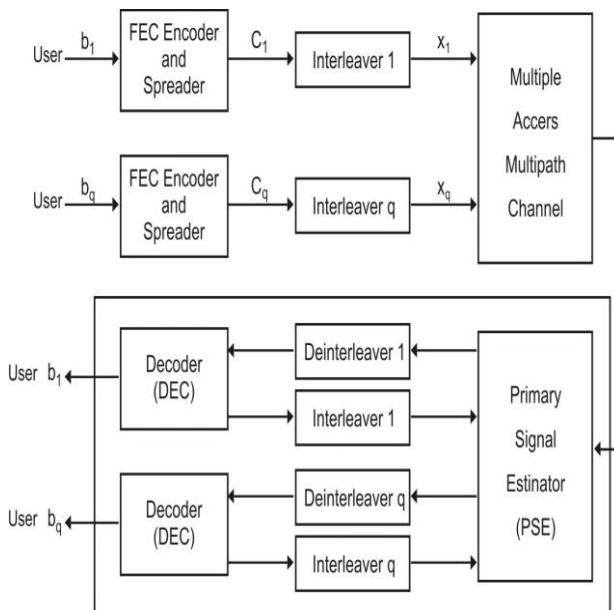 User
b1
FEC Encoder
and
Spreader
C1
Interleaver 1
x1
Multiple
Accers
Multipath
Channel
User
bq
FEC Encoder
and
Spreader
Cq
Interleaver q
xq
User b1
Decoder
(DEC)
Deinterleaver 1
Interleaver 1
Primary
Signal
Estinator
(PSE)
User bq
Decoder
(DEC)
Deinterleaver q
Interleaver q